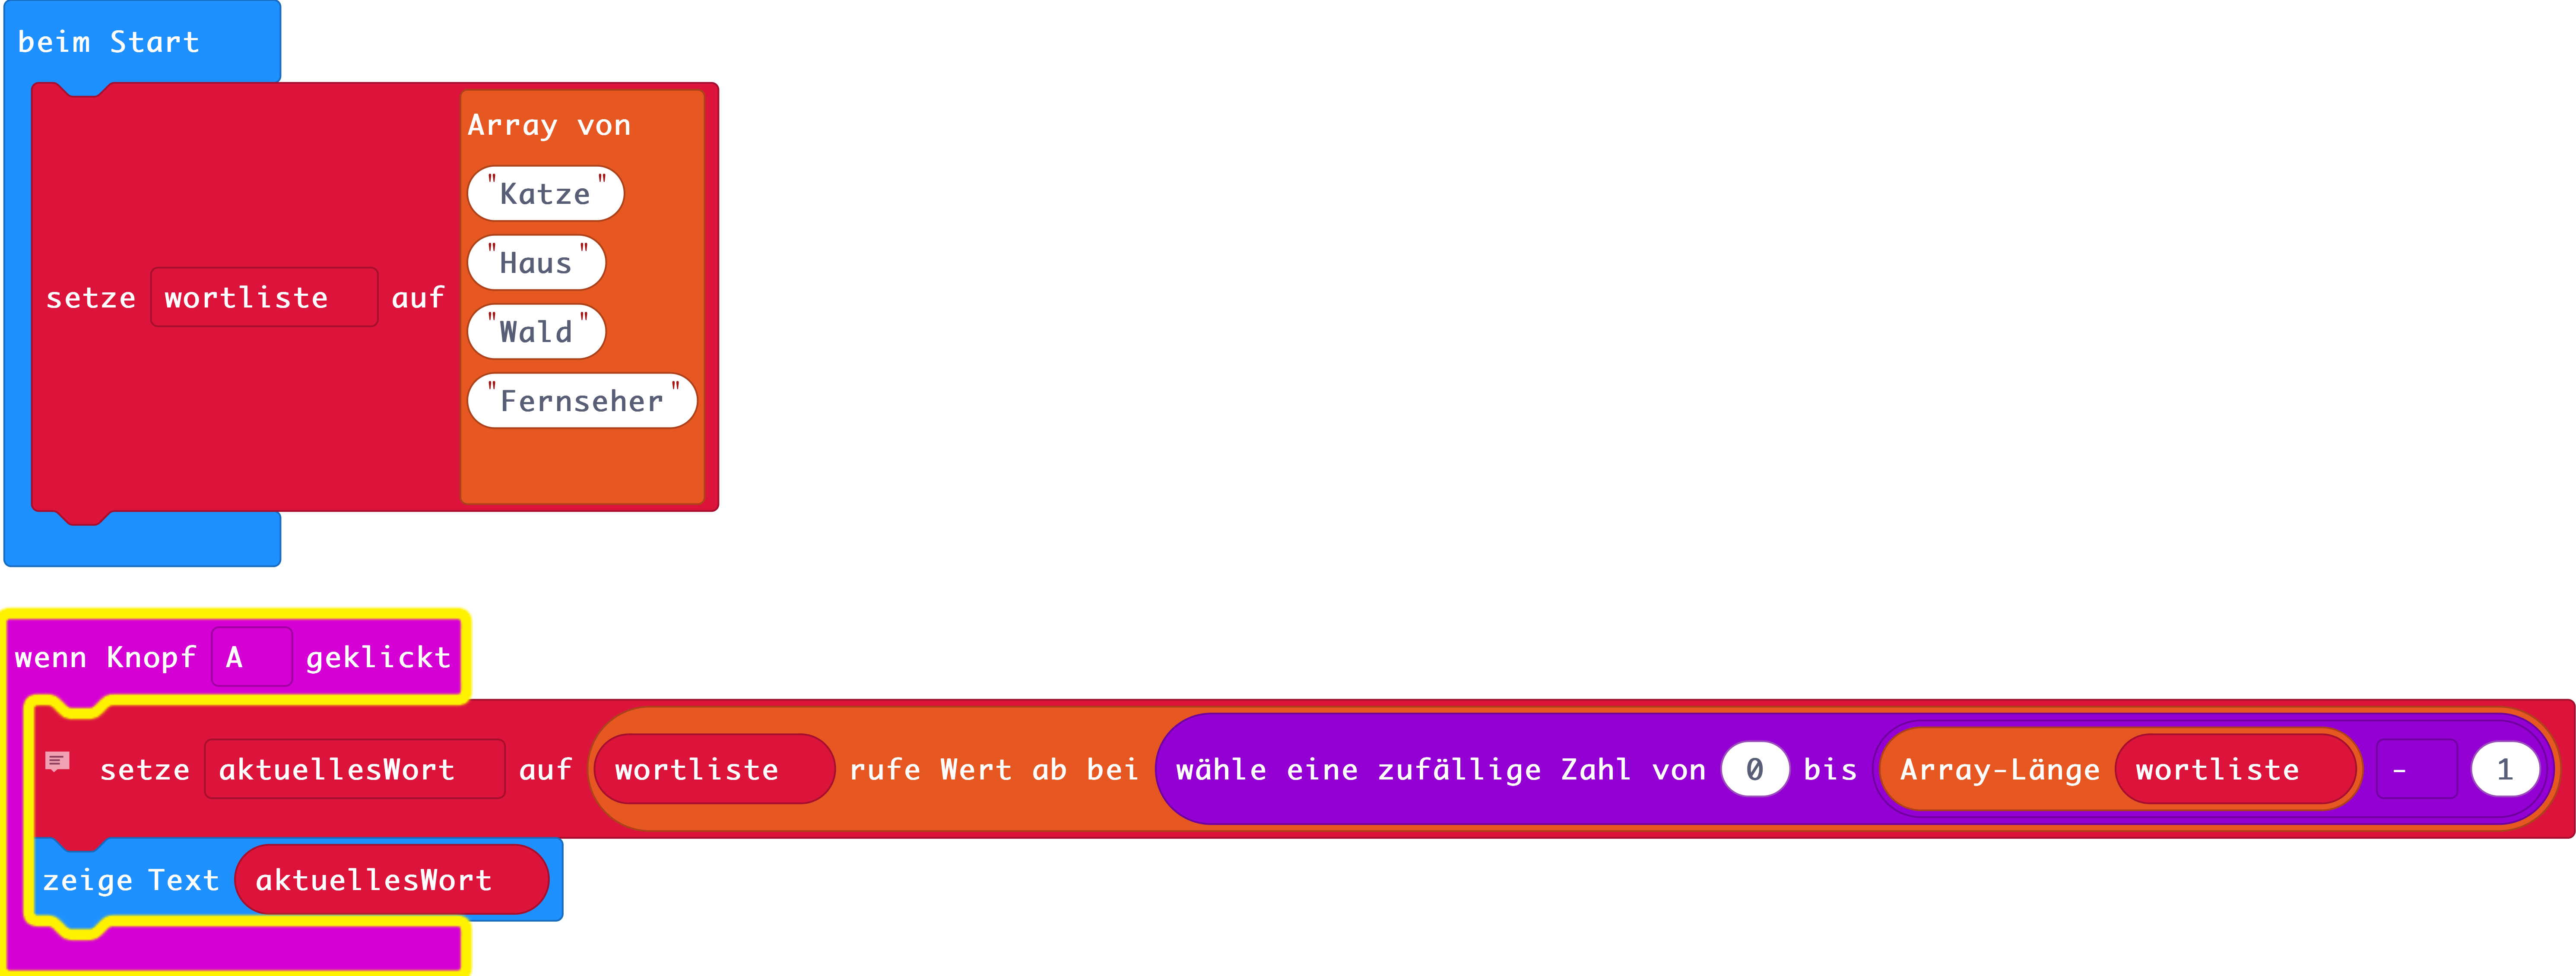 beim Start
Array von
"Katze"
"Haus"
setze wortliste auf
"Wald"
"Fernseher"
wenn Knopf A geklickt
setze aktuellesWort auf wortliste rufe Wert ab bei wähle eine zufällige Zahl von 0 bis Array-Länge wortliste - 1
zeige Text aktuellesWort